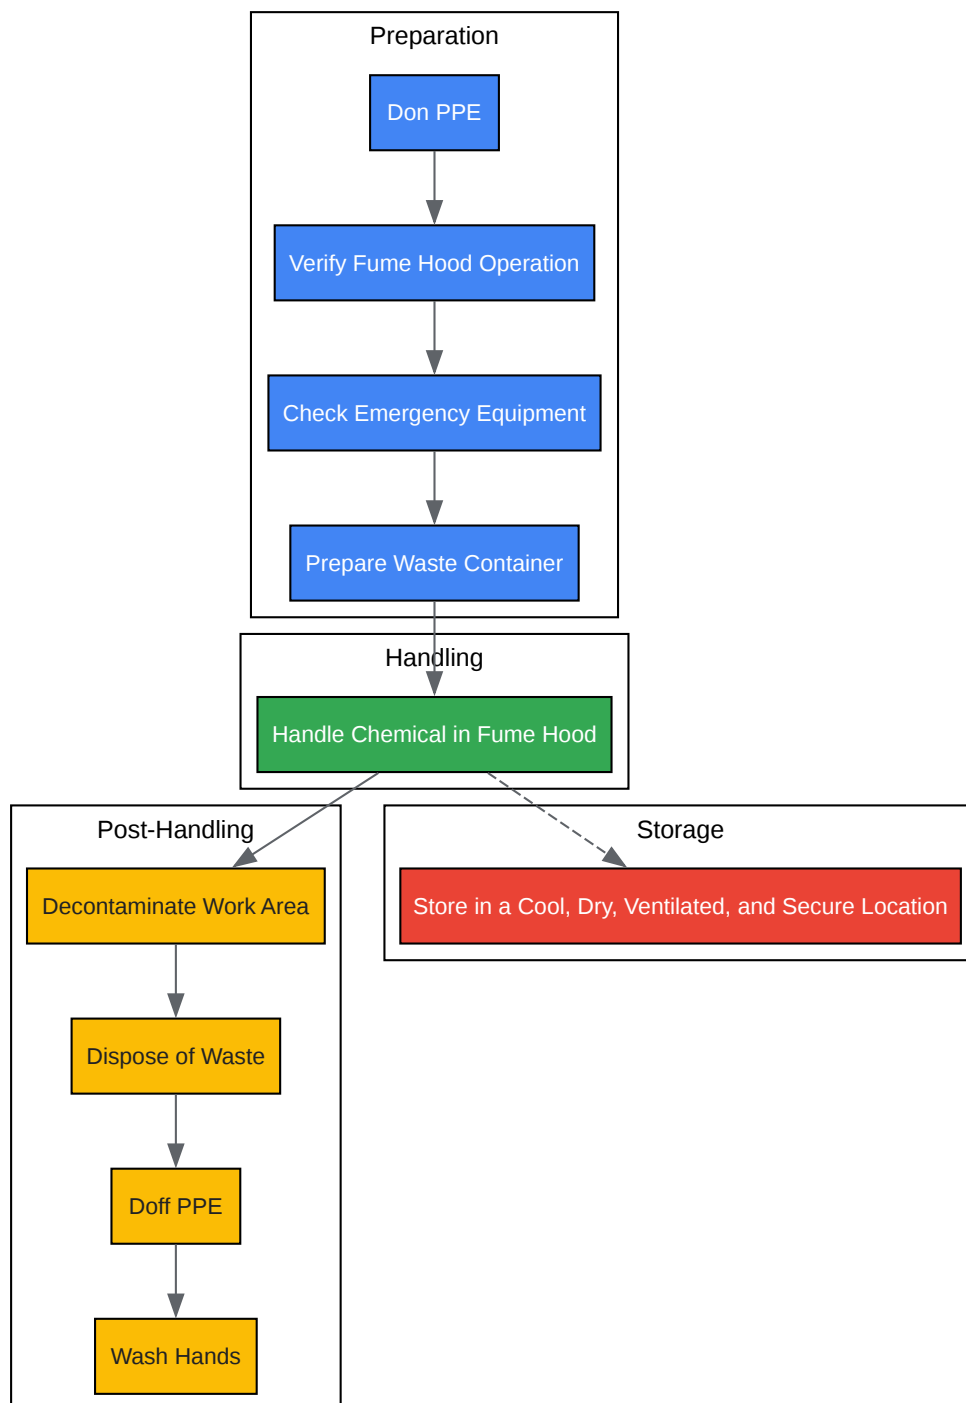 Preparation
Don PPE
Verify Fume Hood Operation
Check Emergency Equipment
Prepare Waste Container
Handling
Handle Chemical in Fume Hood
Post-Handling
Decontaminate Work Area
Dispose of Waste
Doff PPE
Wash Hands
Storage
Store in a Cool, Dry, Ventilated, and Secure Location